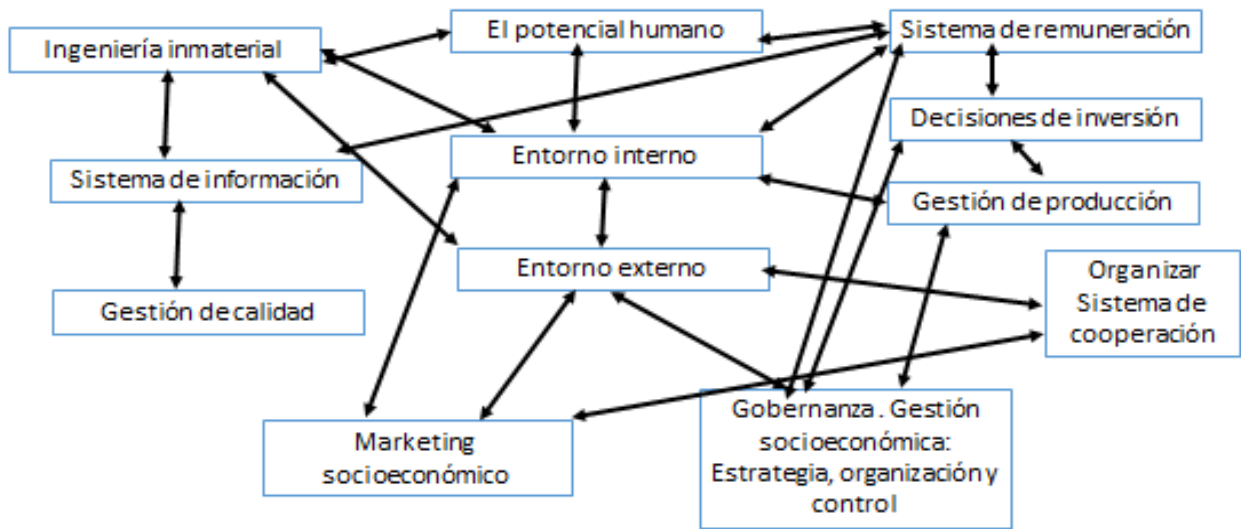 Ingeniería inmaterial
El potencial humano
Sistema de remuneración
Decisiones de inversión
Entorno interno
Sistema de información
Gestión de producción
Entorno externo
Organizar
Sistema de
cooperación
Gestión de calidad
Marketing
socioeconómico
Gobernanza . Gestión
socioeconómica:
Estrategia, organización y
control